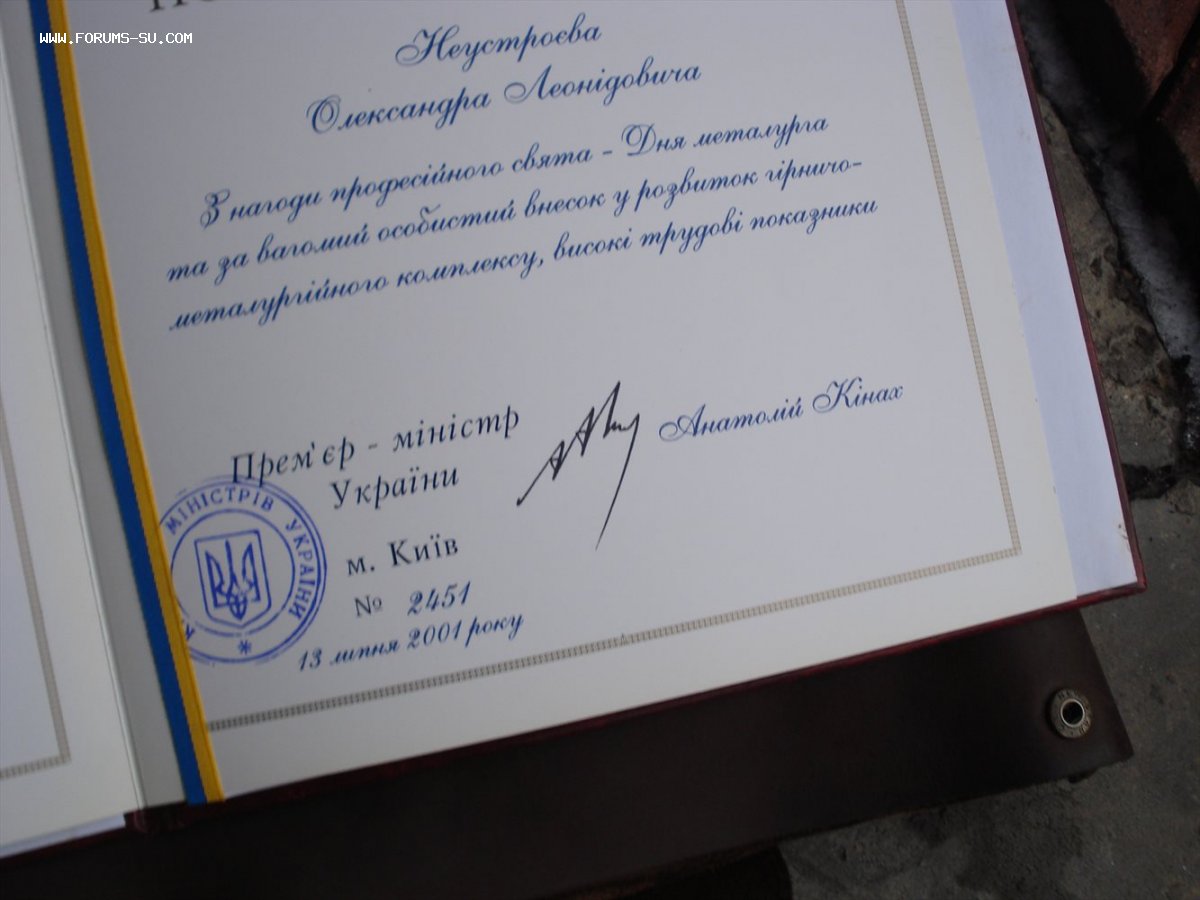 WWW.FORUMS-SU.COM
Неустроєва
Олександра Леонідовича
З нагоди професійного свята - Дня металурга
та за вагомий особистий внесок у розвиток гірничо-
металургійного комплексу, високі трудові показники
Прем'єр - міністр
України
Анатолій Кінах
МІНІСТРІВ УКРАЇНИ
м. Київ
№ 2451
13 липня 2001 року